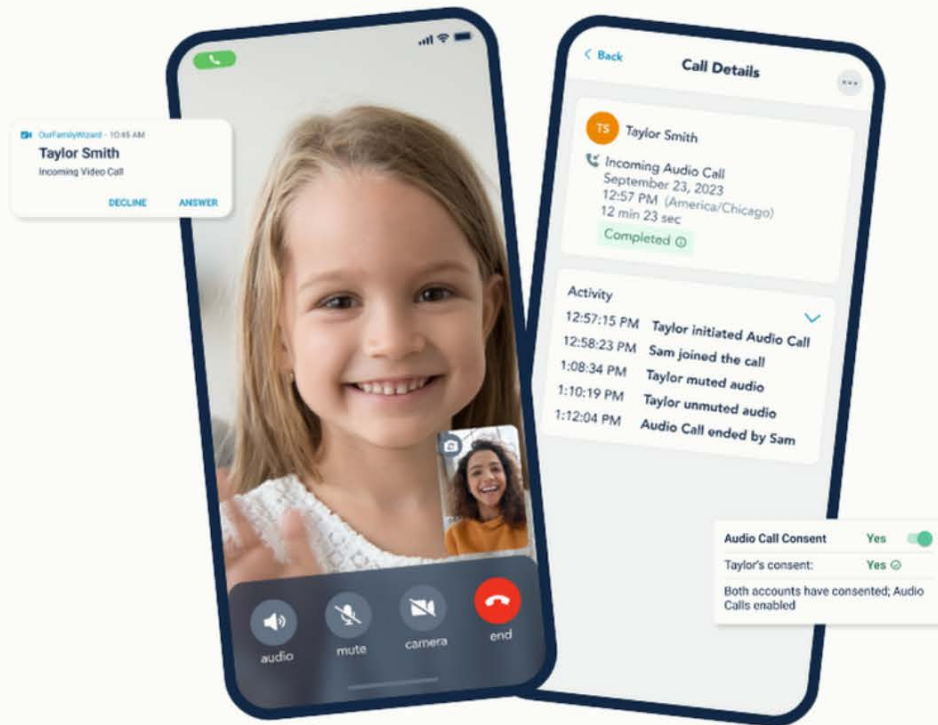 OurFamilyWizard - 10:45 AM
Taylor Smith
Incoming Video Call
DECLINE ANSWER
audio mute camera end
Back Call Details
TS Taylor Smith
Incoming Audio Call
September 23, 2023
12:57 PM (America/Chicago)
12 min 23 sec
Completed
Activity
12:57:15 PM Taylor initiated Audio Call
12:58:23 PM Sam joined the call
1:08:34 PM Taylor muted audio
1:10:19 PM Taylor unmuted audio
1:12:04 PM Audio Call ended by Sam
Audio Call Consent Yes
Taylor's consent: Yes
Both accounts have consented; Audio
Calls enabled